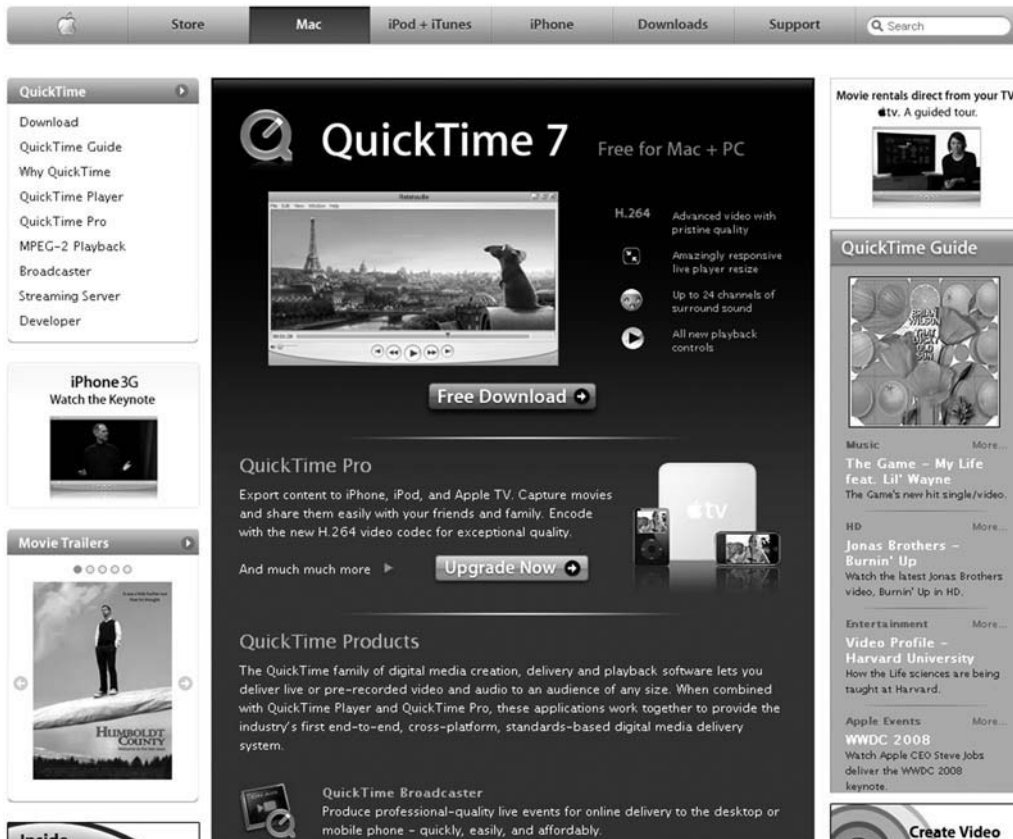 Store
Mac
iPod + iTunes
iPhone
Downloads
Support
Search
QuickTime
Download
QuickTime Guide
Why QuickTime
QuickTime Player
QuickTime Pro
MPEG-2 Playback
Broadcaster
Streaming Server
Developer
iPhone 3G
Watch the Keynote
Movie Trailers
HUMBOLDT
COUNTY
Inside
QuickTime 7 Free for Mac + PC
File Edit View Window Help
Ratatouille
H.264
Advanced video with
pristine quality
Amazingly responsive
live player resize
Up to 24 channels of
surround sound
All new playback
controls
Free Download
QuickTime Pro
Export content to iPhone, iPod, and Apple TV. Capture movies
and share them easily with your friends and family. Encode
with the new H.264 video codec for exceptional quality.
And much much more
Upgrade Now
tv
QuickTime Products
The QuickTime family of digital media creation, delivery and playback software lets you
deliver live or pre-recorded video and audio to an audience of any size. When combined
with QuickTime Player and QuickTime Pro, these applications work together to provide the
industry's first end-to-end, cross-platform, standards-based digital media delivery
system.
QuickTime Broadcaster
Produce professional-quality live events for online delivery to the desktop or
mobile phone - quickly, easily, and affordably.
Movie rentals direct from your TV
tv. A guided tour.
QuickTime Guide
BRIAN
WILSON
THAT
LUCKY
OLD
SUN
Music More...
The Game - My Life
feat. Lil' Wayne
The Game's new hit single/video.
HD More...
Jonas Brothers -
Burnin' Up
Watch the latest Jonas Brothers
video, Burnin' Up in HD.
Entertainment More...
Video Profile -
Harvard University
How the Life sciences are being
taught at Harvard.
Apple Events More...
WWDC 2008
Watch Apple CEO Steve Jobs
deliver the WWDC 2008
keynote.
Create Video